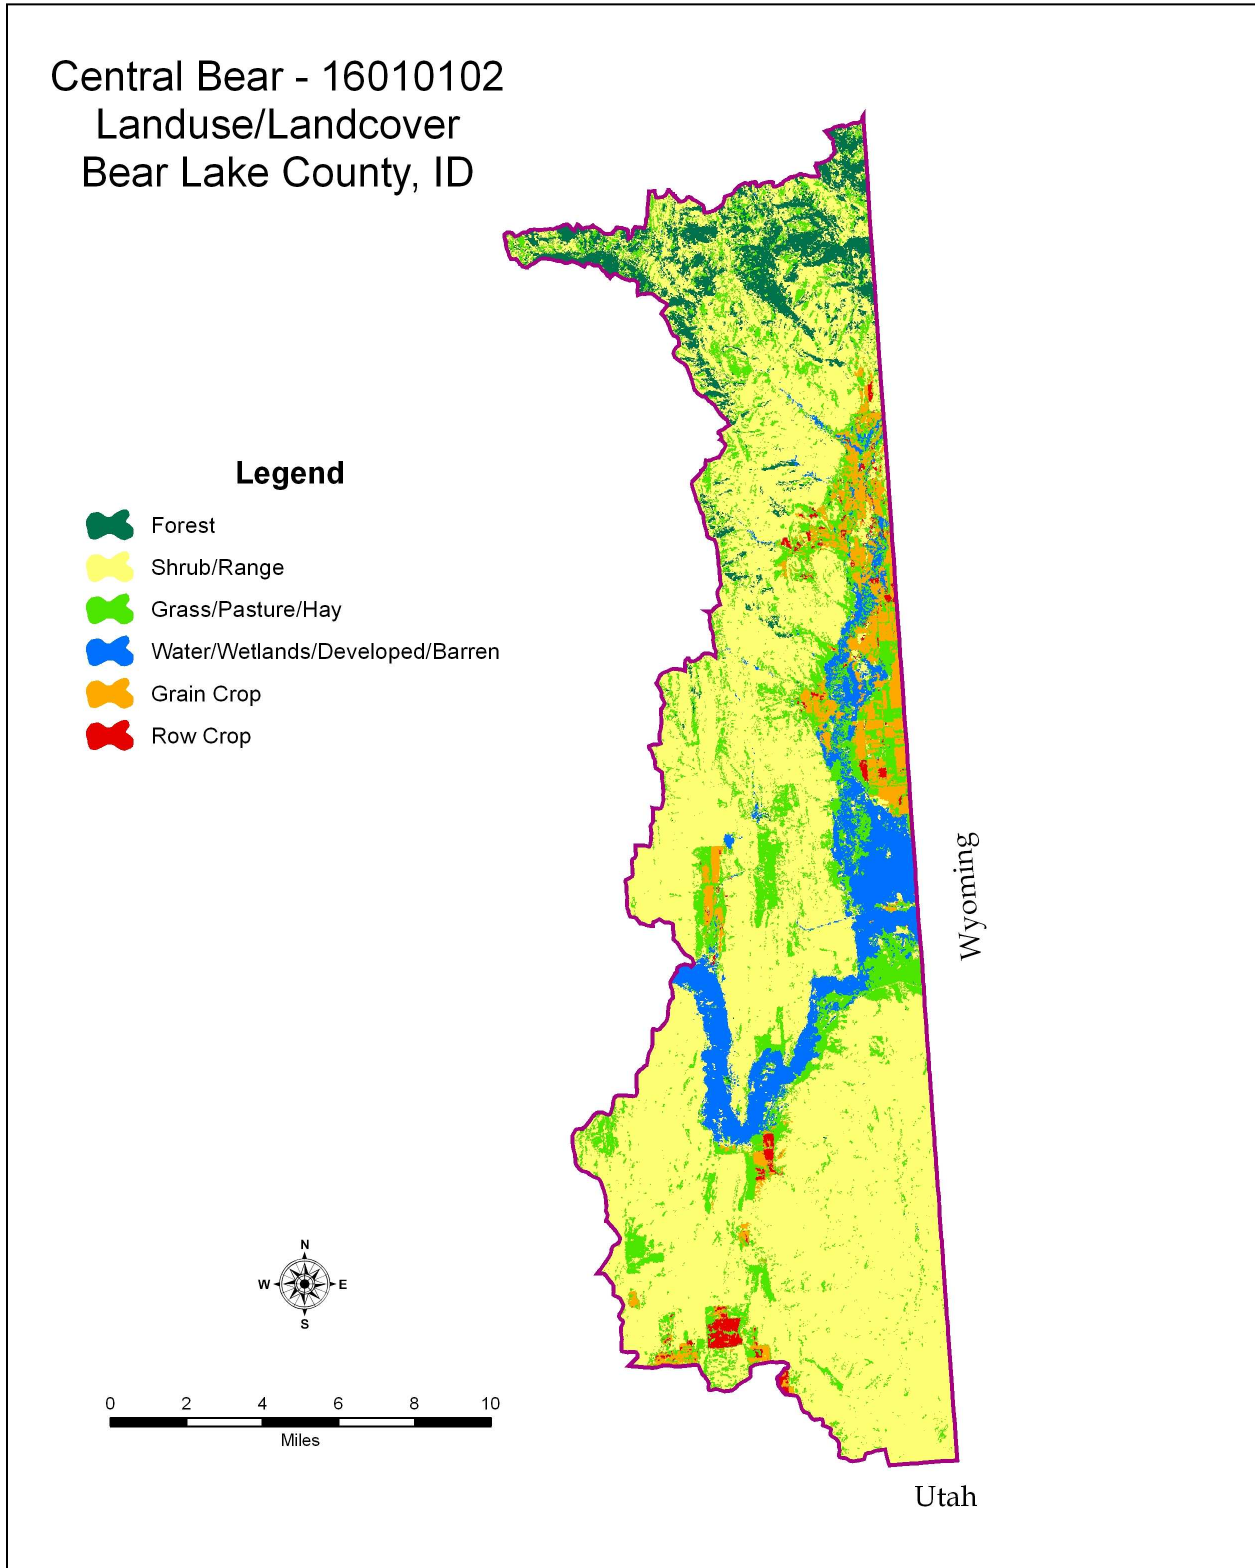 Central Bear - 16010102
Landuse/Landcover
Bear Lake County, ID
Legend
Forest
Shrub/Range
Grass/Pasture/Hay
Water/Wetlands/Developed/Barren
Grain Crop
Row Crop
Wyoming
N
W E
S
0 2 4 6 8 10
Miles
Utah